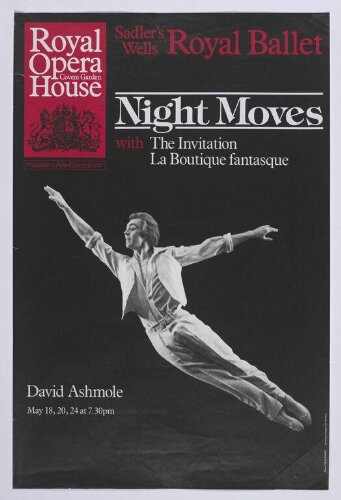 Royal
Opera
Covent Garden
House
Sadler's
Wells Royal Ballet
Night Moves
with The Invitation
La Boutique fantasque
David Ashmole
May 18, 20, 24 at 7.30pm